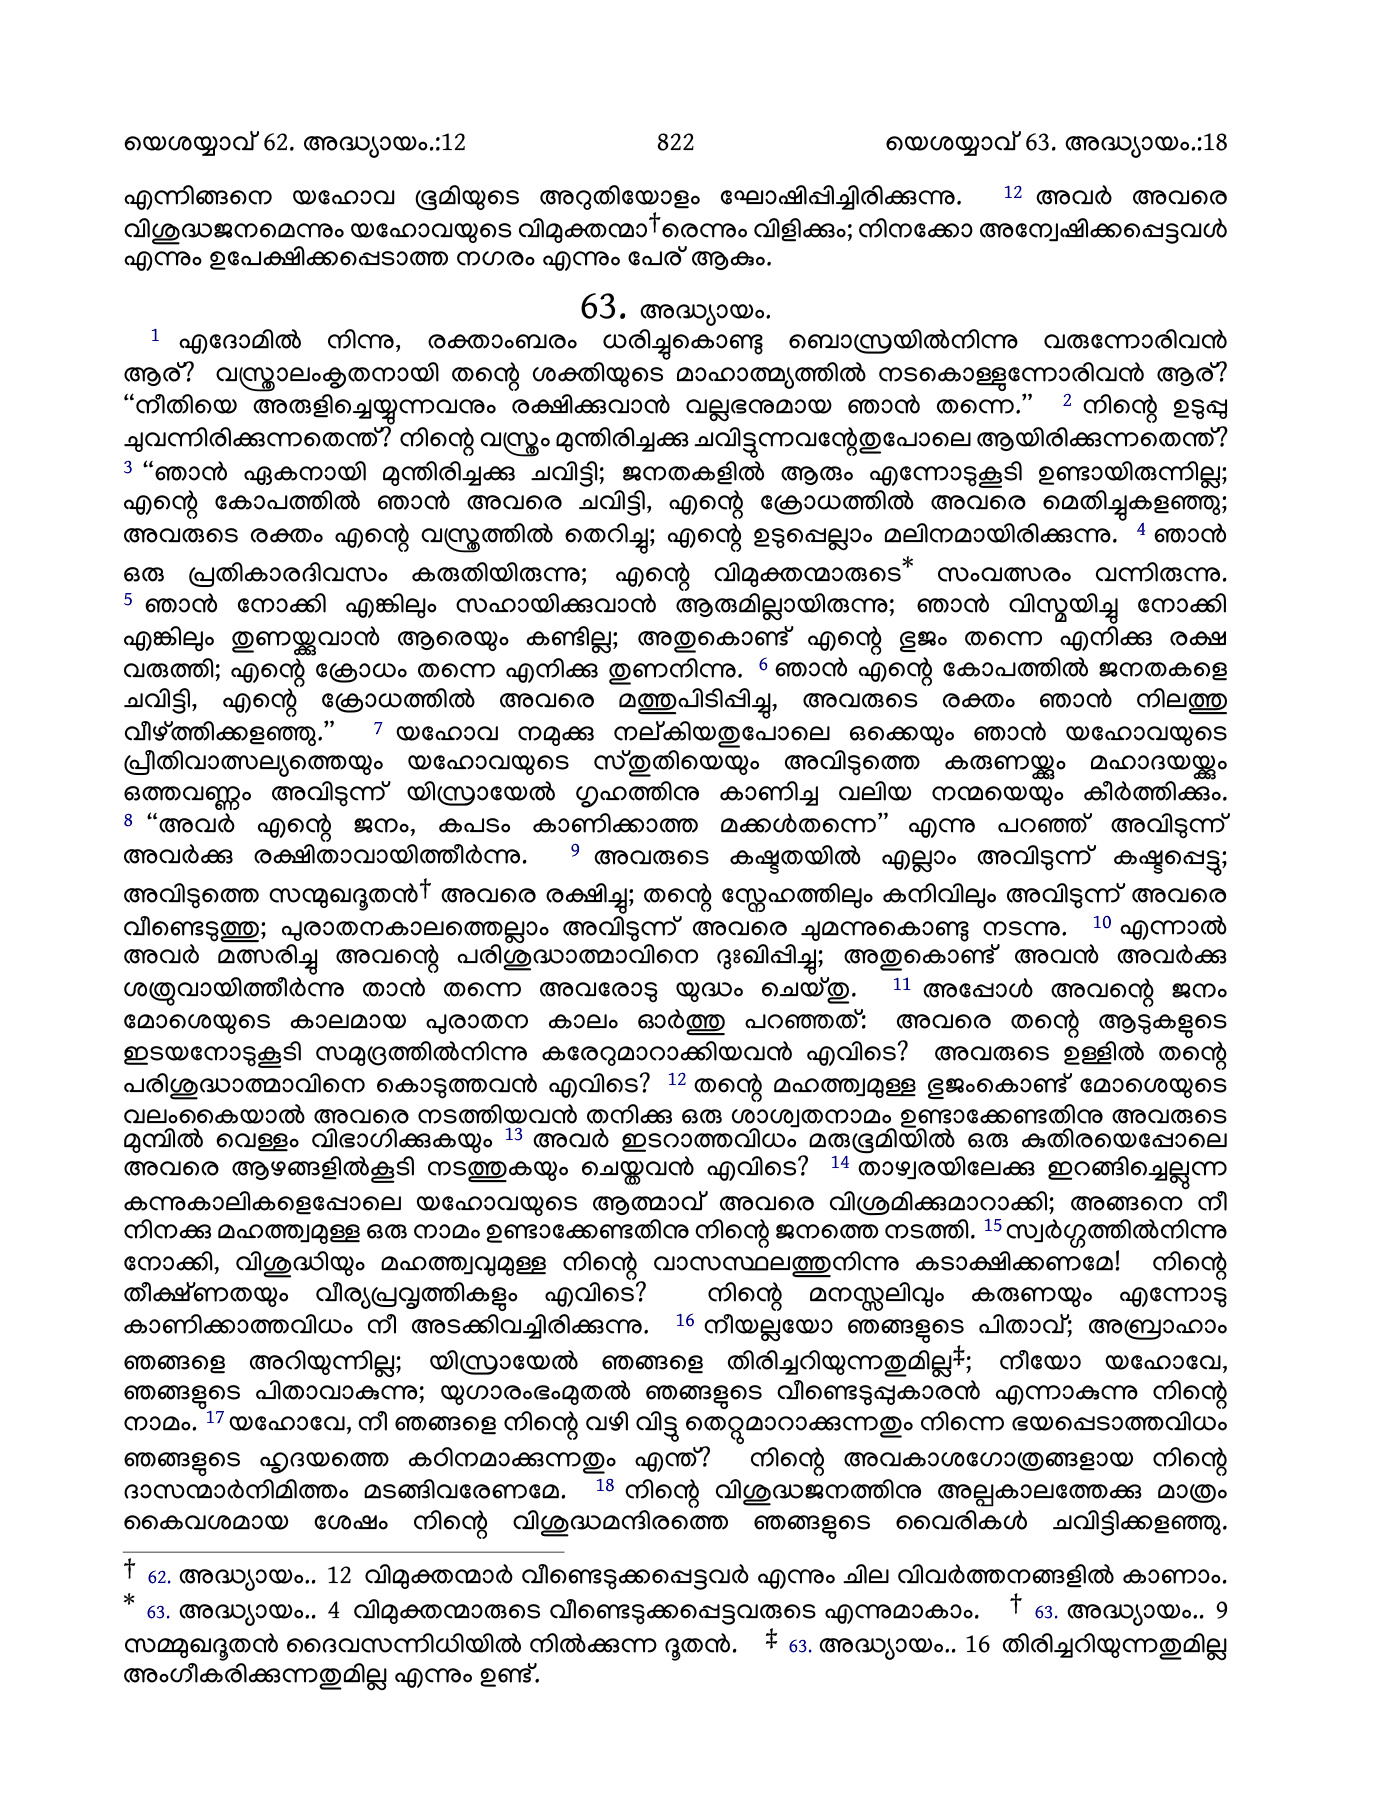 യെശയ്യാവ് 62. അദ്ധ്യായം.:12 822 യെശയ്യാവ് 63. അദ്ധ്യായം.:18
എന്നിങ്ങനെ യഹോവ ഭൂമിയുടെ അറുതിയോളം ഘോഷിപ്പിച്ചിരിക്കുന്നു. 12 അവർ അവരെ
വിശുദ്ധജനമെന്നും യഹോവയുടെ വിമുക്തന്മാ†രെന്നും വിളിക്കും; നിനക്കോ അന്വേഷിക്കപ്പെട്ടവൾ
എന്നും ഉപേക്ഷിക്കപ്പെടാത്ത നഗരം എന്നും പേര് ആകും.
63. അദ്ധ്യായം.
1 എദോമിൽ നിന്നു, രക്താംബരം ധരിച്ചുകൊണ്ടു ബൊസ്രയിൽനിന്നു വരുന്നോരിവൻ
ആര്? വസ്ത്രാലംകൃതനായി തന്റെ ശക്തിയുടെ മാഹാത്മ്യത്തിൽ നടകൊള്ളുന്നോരിവൻ ആര്?
“നീതിയെ അരുളിച്ചെയ്യുന്നവനും രക്ഷിക്കുവാൻ വല്ലഭനുമായ ഞാൻ തന്നെ.” 2 നിന്റെ ഉടുപ്പു
ചുവന്നിരിക്കുന്നതെന്ത്? നിന്റെ വസ്ത്രം മുന്തിരിച്ചക്കു ചവിട്ടുന്നവന്റേതുപോലെ ആയിരിക്കുന്നതെന്ത്?
3 “ഞാൻ ഏകനായി മുന്തിരിച്ചക്കു ചവിട്ടി; ജനതകളിൽ ആരും എന്നോടുകൂടി ഉണ്ടായിരുന്നില്ല;
എന്റെ കോപത്തിൽ ഞാൻ അവരെ ചവിട്ടി, എന്റെ ക്രോധത്തിൽ അവരെ മെതിച്ചുകളഞ്ഞു;
അവരുടെ രക്തം എന്റെ വസ്ത്രത്തിൽ തെറിച്ചു; എന്റെ ഉടുപ്പെല്ലാം മലിനമായിരിക്കുന്നു. 4 ഞാൻ
ഒരു പ്രതികാരദിവസം കരുതിയിരുന്നു; എന്റെ വിമുക്തന്മാരുടെ* സംവത്സരം വന്നിരുന്നു.
5 ഞാൻ നോക്കി എങ്കിലും സഹായിക്കുവാൻ ആരുമില്ലായിരുന്നു; ഞാൻ വിസ്മയിച്ചു നോക്കി
എങ്കിലും തുണയ്ക്കുവാൻ ആരെയും കണ്ടില്ല; അതുകൊണ്ട് എന്റെ ഭുജം തന്നെ എനിക്കു രക്ഷ
വരുത്തി; എന്റെ ക്രോധം തന്നെ എനിക്കു തുണനിന്നു. 6 ഞാൻ എന്റെ കോപത്തിൽ ജനതകളെ
ചവിട്ടി, എന്റെ ക്രോധത്തിൽ അവരെ മത്തുപിടിപ്പിച്ചു, അവരുടെ രക്തം ഞാൻ നിലത്തു
വീഴ്ത്തിക്കളഞ്ഞു.” 7 യഹോവ നമുക്കു നല്കിയതുപോലെ ഒക്കെയും ഞാൻ യഹോവയുടെ
പ്രീതിവാത്സല്യത്തെയും യഹോവയുടെ സ്തുതിയെയും അവിടുത്തെ കരുണയ്ക്കും മഹാദയയ്ക്കും
ഒത്തവണ്ണം അവിടുന്ന് യിസ്രായേൽ ഗൃഹത്തിനു കാണിച്ച വലിയ നന്മയെയും കീർത്തിക്കും.
8 “അവർ എന്റെ ജനം, കപടം കാണിക്കാത്ത മക്കൾതന്നെ” എന്നു പറഞ്ഞ് അവിടുന്ന്
അവർക്കു രക്ഷിതാവായിത്തീർന്നു. 9 അവരുടെ കഷ്ടതയിൽ എല്ലാം അവിടുന്ന് കഷ്ടപ്പെട്ടു;
അവിടുത്തെ സന്മുഖദൂതൻ† അവരെ രക്ഷിച്ചു; തന്റെ സ്നേഹത്തിലും കനിവിലും അവിടുന്ന് അവരെ
വീണ്ടെടുത്തു; പുരാതനകാലത്തെല്ലാം അവിടുന്ന് അവരെ ചുമന്നുകൊണ്ടു നടന്നു. 10 എന്നാൽ
അവർ മത്സരിച്ചു അവന്റെ പരിശുദ്ധാത്മാവിനെ ദുഃഖിപ്പിച്ചു; അതുകൊണ്ട് അവൻ അവർക്കു
ശത്രുവായിത്തീർന്നു താൻ തന്നെ അവരോടു യുദ്ധം ചെയ്തു. 11 അപ്പോൾ അവന്റെ ജനം
മോശെയുടെ കാലമായ പുരാതന കാലം ഓർത്തു പറഞ്ഞത്: അവരെ തന്റെ ആടുകളുടെ
ഇടയനോടുകൂടി സമുദ്രത്തിൽനിന്നു കരേറുമാറാക്കിയവൻ എവിടെ? അവരുടെ ഉള്ളിൽ തന്റെ
പരിശുദ്ധാത്മാവിനെ കൊടുത്തവൻ എവിടെ? 12 തന്റെ മഹത്ത്വമുള്ള ഭുജംകൊണ്ട് മോശെയുടെ
വലംകൈയാൽ അവരെ നടത്തിയവൻ തനിക്കു ഒരു ശാശ്വതനാമം ഉണ്ടാക്കേണ്ടതിനു അവരുടെ
മുമ്പിൽ വെള്ളം വിഭാഗിക്കുകയും 13 അവർ ഇടറാത്തവിധം മരുഭൂമിയിൽ ഒരു കുതിരയെപ്പോലെ
അവരെ ആഴങ്ങളിൽകൂടി നടത്തുകയും ചെയ്തവൻ എവിടെ? 14 താഴ്വരയിലേക്കു ഇറങ്ങിച്ചെല്ലുന്ന
കന്നുകാലികളെപ്പോലെ യഹോവയുടെ ആത്മാവ് അവരെ വിശ്രമിക്കുമാറാക്കി; അങ്ങനെ നീ
നിനക്കു മഹത്ത്വമുള്ള ഒരു നാമം ഉണ്ടാക്കേണ്ടതിനു നിന്റെ ജനത്തെ നടത്തി. 15 സ്വർഗ്ഗത്തിൽനിന്നു
നോക്കി, വിശുദ്ധിയും മഹത്ത്വവുമുള്ള നിന്റെ വാസസ്ഥലത്തുനിന്നു കടാക്ഷിക്കണമേ! നിന്റെ
തീക്ഷ്ണതയും വീര്യപ്രവൃത്തികളും എവിടെ? നിന്റെ മനസ്സലിവും കരുണയും എന്നോടു
കാണിക്കാത്തവിധം നീ അടക്കിവച്ചിരിക്കുന്നു. 16 നീയല്ലയോ ഞങ്ങളുടെ പിതാവ്; അബ്രാഹാം
ഞങ്ങളെ അറിയുന്നില്ല; യിസ്രായേൽ ഞങ്ങളെ തിരിച്ചറിയുന്നതുമില്ല‡; നീയോ യഹോവേ,
ഞങ്ങളുടെ പിതാവാകുന്നു; യുഗാരംഭംമുതൽ ഞങ്ങളുടെ വീണ്ടെടുപ്പുകാരൻ എന്നാകുന്നു നിന്റെ
നാമം. 17 യഹോവേ, നീ ഞങ്ങളെ നിന്റെ വഴി വിട്ടു തെറ്റുമാറാക്കുന്നതും നിന്നെ ഭയപ്പെടാത്തവിധം
ഞങ്ങളുടെ ഹൃദയത്തെ കഠിനമാക്കുന്നതും എന്ത്? നിന്റെ അവകാശഗോത്രങ്ങളായ നിന്റെ
ദാസന്മാർനിമിത്തം മടങ്ങിവരേണമേ. 18 നിന്റെ വിശുദ്ധജനത്തിനു അല്പകാലത്തേക്കു മാത്രം
കൈവശമായ ശേഷം നിന്റെ വിശുദ്ധമന്ദിരത്തെ ഞങ്ങളുടെ വൈരികൾ ചവിട്ടിക്കളഞ്ഞു.
† 62. അദ്ധ്യായം.. 12 വിമുക്തന്മാർ വീണ്ടെടുക്കപ്പെട്ടവർ എന്നും ചില വിവർത്തനങ്ങളിൽ കാണാം.
* 63. അദ്ധ്യായം.. 4 വിമുക്തന്മാരുടെ വീണ്ടെടുക്കപ്പെട്ടവരുടെ എന്നുമാകാം. † 63. അദ്ധ്യായം.. 9
സമ്മുഖദൂതൻ ദൈവസന്നിധിയിൽ നിൽക്കുന്ന ദൂതൻ. ‡ 63. അദ്ധ്യായം.. 16 തിരിച്ചറിയുന്നതുമില്ല
അംഗീകരിക്കുന്നതുമില്ല എന്നും ഉണ്ട്.